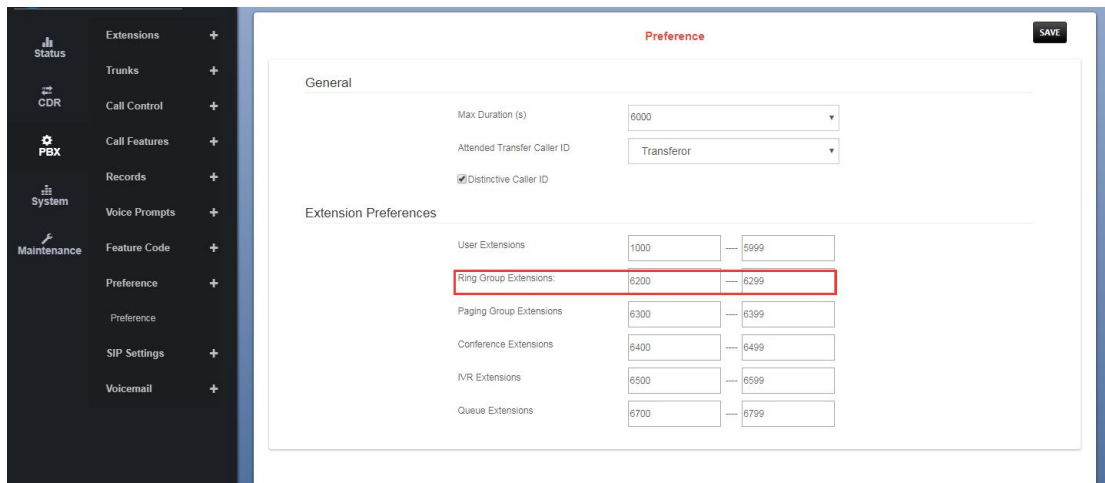 Status
CDR
PBX
System
Maintenance
Extensions +
Trunks +
Call Control +
Call Features +
Records +
Voice Prompts +
Feature Code +
Preference +
Preference
SIP Settings +
Voicemail +
Preference
SAVE
General
Max Duration (s) 6000
Attended Transfer Caller ID Transferor
Distinctive Caller ID
Extension Preferences
User Extensions 1000 ---- 5999
Ring Group Extensions: 6200 ---- 6299
Paging Group Extensions 6300 ---- 6399
Conference Extensions 6400 ---- 6499
IVR Extensions 6500 ---- 6599
Queue Extensions 6700 ---- 6799